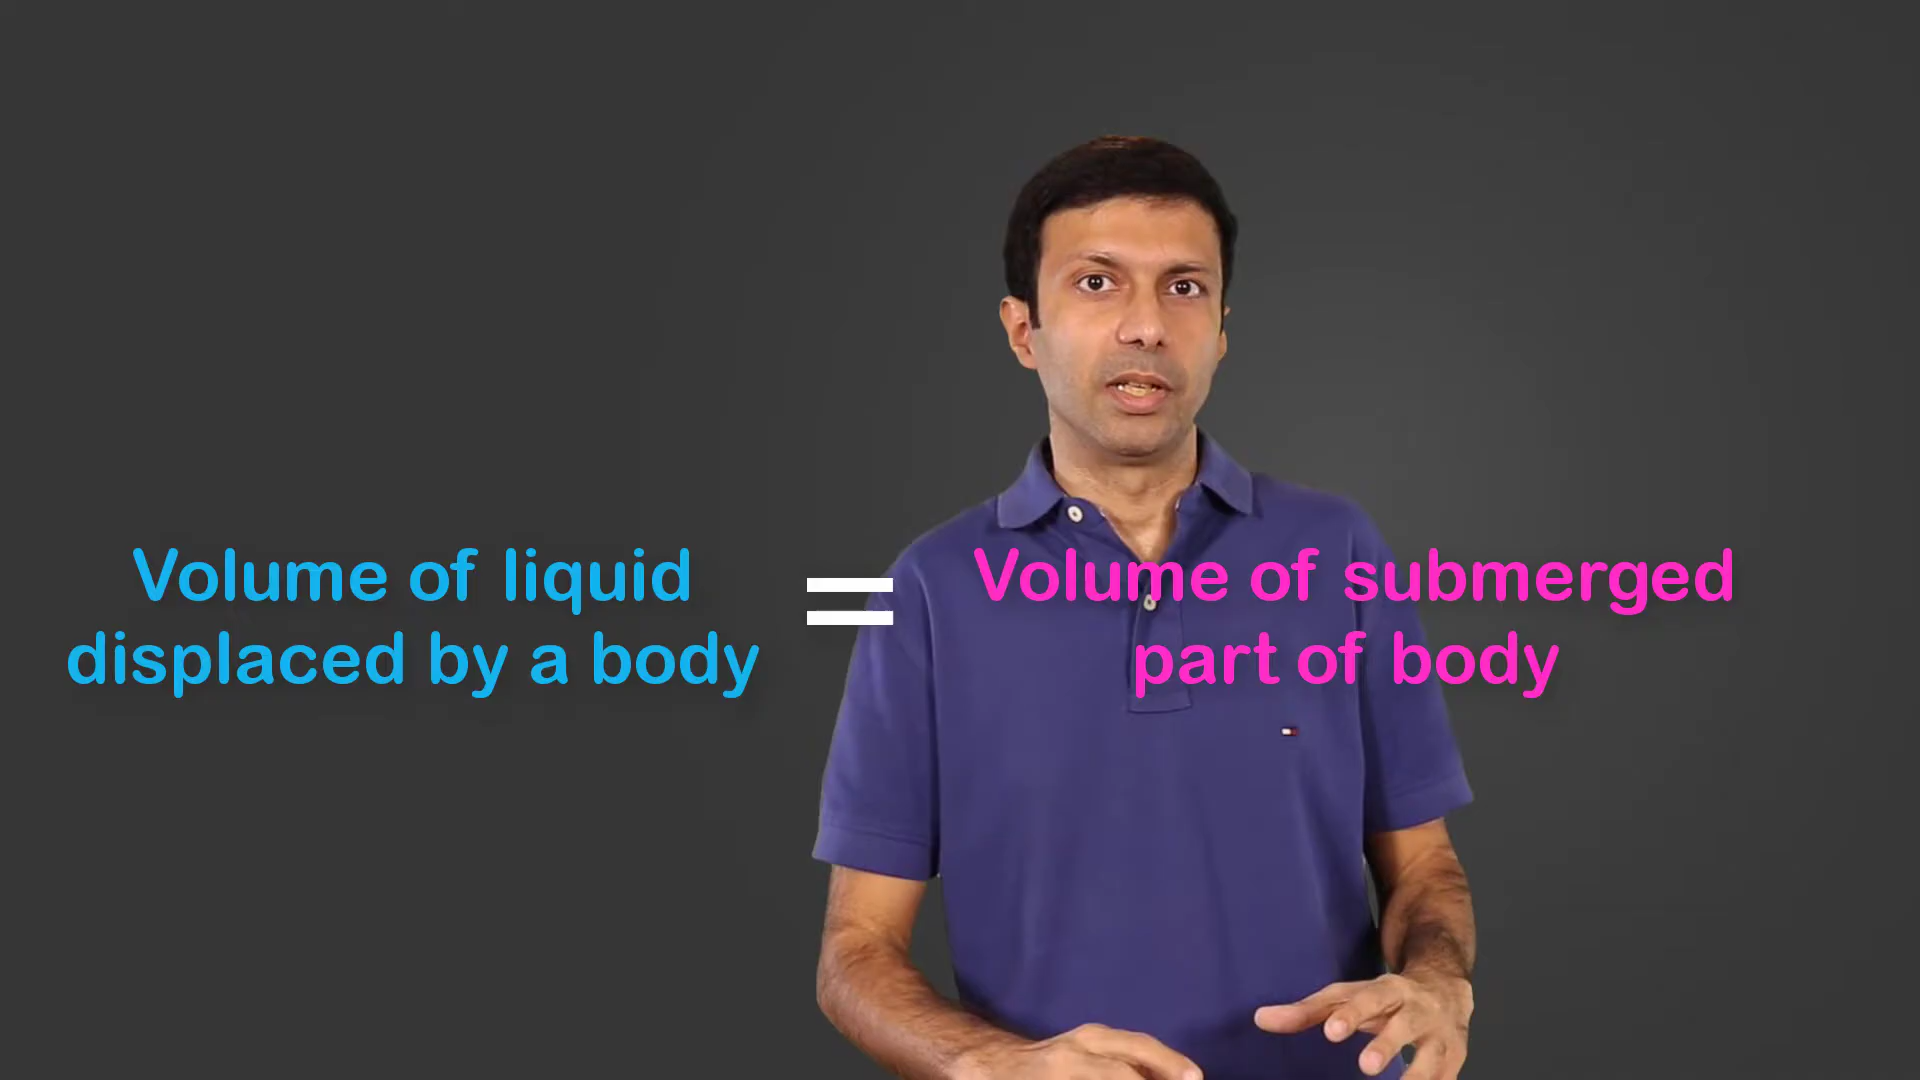 Volume of liquid
displaced by a body
=
Volume of submerged
part of body